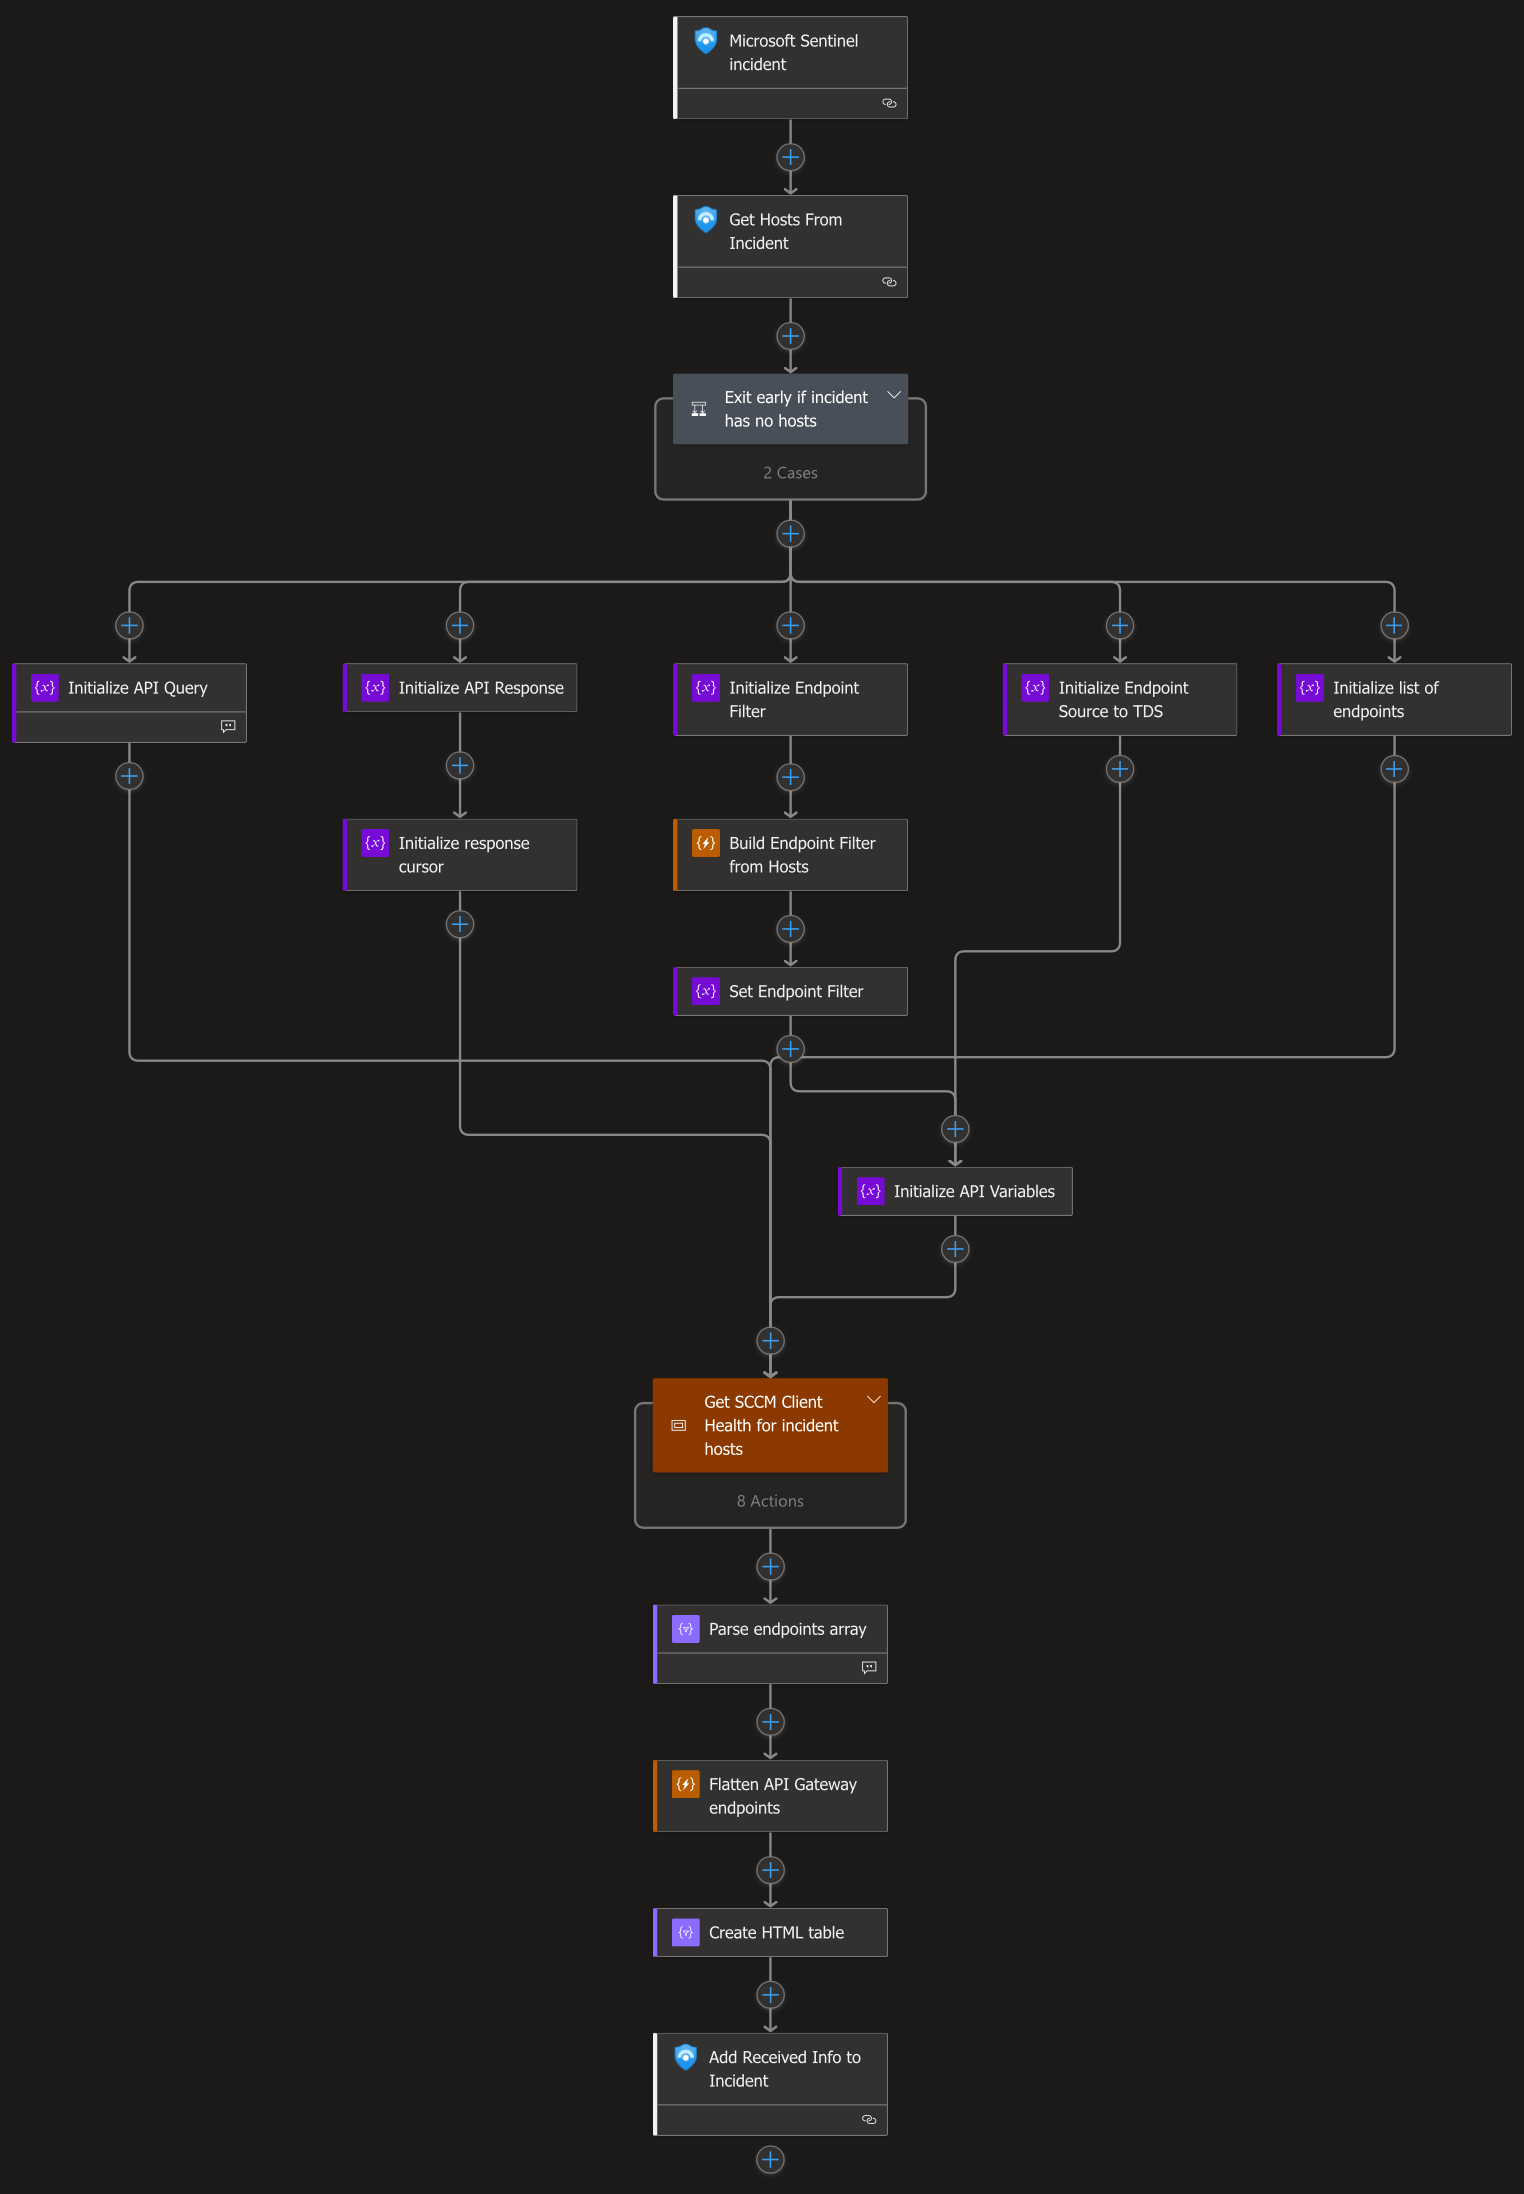 Microsoft Sentinel
incident
Get Hosts From
Incident
Exit early if incident
has no hosts
2 Cases
{x} Initialize API Query
{x} Initialize API Response
{x} Initialize Endpoint
Filter
{x} Initialize Endpoint
Source to TDS
{x} Initialize list of
endpoints
{x} Initialize response
cursor
Build Endpoint Filter
from Hosts
{x} Set Endpoint Filter
{x} Initialize API Variables
Get SCCM Client
Health for incident
hosts
8 Actions
Parse endpoints array
Flatten API Gateway
endpoints
Create HTML table
Add Received Info to
Incident